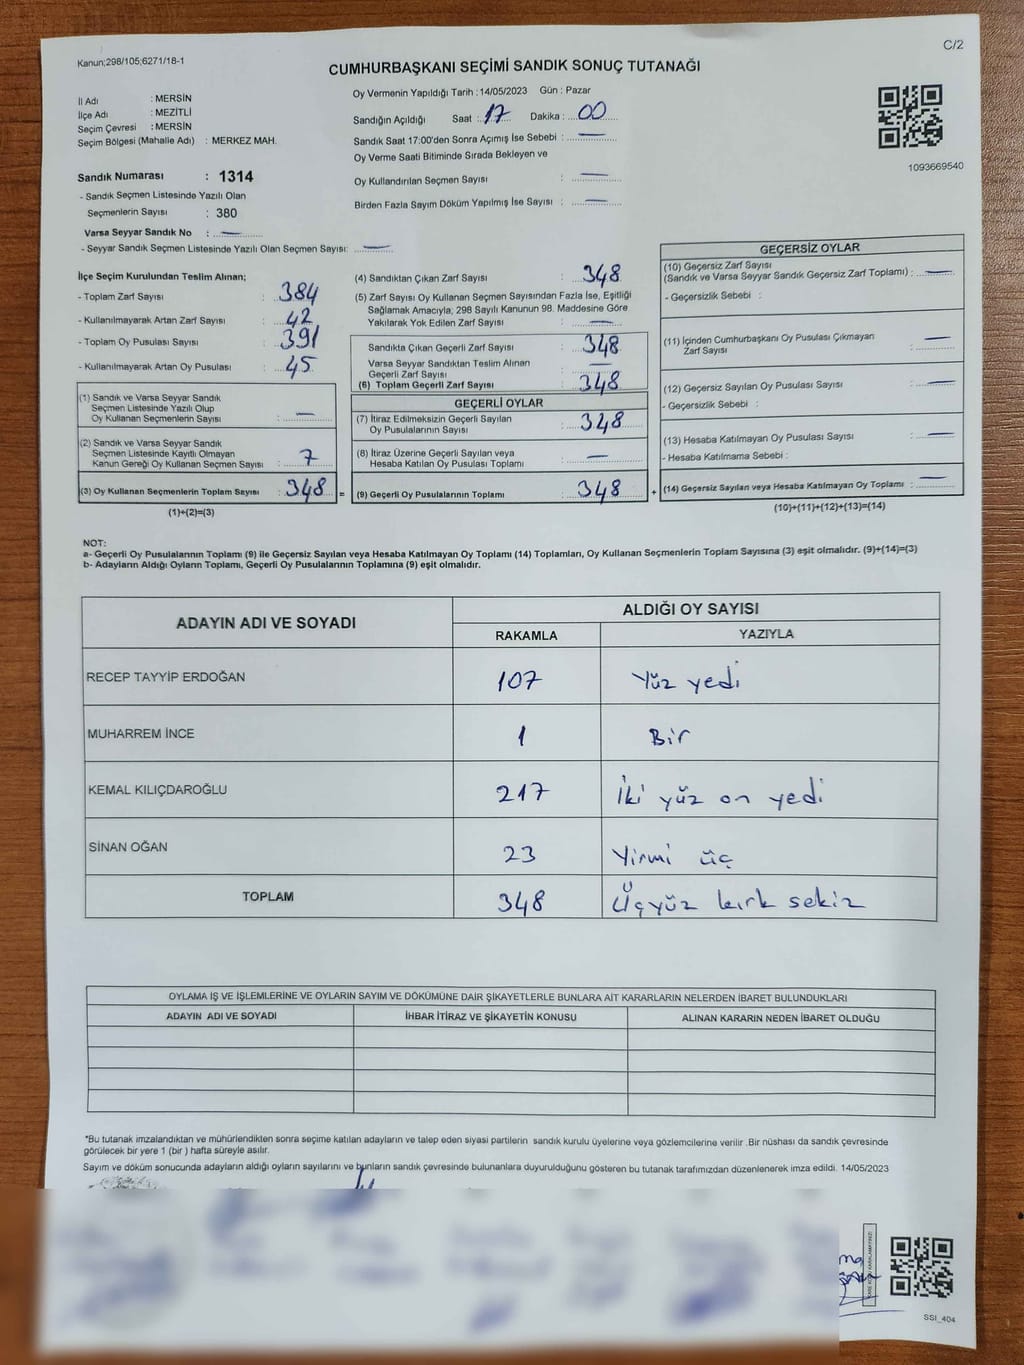 C/2
Kanun;298/105;6271/18-1
CUMHURBAŞKANI SEÇİMİ SANDIK SONUÇ TUTANAĞI
İl Adı : MERSİN
İlçe Adı : MEZİTLİ
Seçim Çevresi : MERSİN
Seçim Bölgesi (Mahalle Adı) : MERKEZ MAH.
Sandık Numarası : 1314
- Sandık Seçmen Listesinde Yazılı Olan
Seçmenlerin Sayısı : 380
Varsa Seyyar Sandık No : —
- Seyyar Sandık Seçmen Listesinde Yazılı Olan Seçmen Sayısı: —
Oy Vermenin Yapıldığı Tarih :14/05/2023 Gün : Pazar
Sandığın Açıldığı Saat : 17 Dakika : 00
Sandık Saat 17:00'den Sonra Açımış İse Sebebi : —
Oy Verme Saati Bitiminde Sırada Bekleyen ve
Oy Kullandırılan Seçmen Sayısı : —
Birden Fazla Sayım Döküm Yapılmış İse Sayısı : —
1093669540
İlçe Seçim Kurulundan Teslim Alınan;
- Toplam Zarf Sayısı : 384
- Kullanılmayarak Artan Zarf Sayısı : 42
- Toplam Oy Pusulası Sayısı : 391
- Kullanılmayarak Artan Oy Pusulası : 45
(1) Sandık ve Varsa Seyyar Sandık
Seçmen Listesinde Yazılı Olup
Oy Kullanan Seçmenlerin Sayısı : —
(2) Sandık ve Varsa Seyyar Sandık
Seçmen Listesinde Kayıtlı Olmayan
Kanun Gereği Oy Kullanan Seçmen Sayısı : 7
(3) Oy Kullanan Seçmenlerin Toplam Sayısı : 348 =
(1)+(2)=(3)
(4) Sandıktan Çıkan Zarf Sayısı : 348
(5) Zarf Sayısı Oy Kullanan Seçmen Sayısından Fazla İse, Eşitliği
Sağlamak Amacıyla, 298 Sayılı Kanunun 98. Maddesine Göre
Yakılarak Yok Edilen Zarf Sayısı : —
Sandıkta Çıkan Geçerli Zarf Sayısı : 348
Varsa Seyyar Sandıktan Teslim Alınan
Geçerli Zarf Sayısı : —
(6) Toplam Geçerli Zarf Sayısı : 348
GEÇERLİ OYLAR
(7) İtiraz Edilmeksizin Geçerli Sayılan
Oy Pusulalarının Sayısı : 348
(8) İtiraz Üzerine Geçerli Sayılan veya
Hesaba Katılan Oy Pusulası Toplamı : —
(9) Geçerli Oy Pusulalarının Toplamı : 348 +
GEÇERSİZ OYLAR
(10) Geçersiz Zarf Sayısı
(Sandık ve Varsa Seyyar Sandık Geçersiz Zarf Toplamı) : —
- Geçersizlik Sebebi :
(11) İçinden Cumhurbaşkanı Oy Pusulası Çıkmayan
Zarf Sayısı : —
(12) Geçersiz Sayılan Oy Pusulası Sayısı : —
- Geçersizlik Sebebi :
(13) Hesaba Katılmayan Oy Pusulası Sayısı : —
- Hesaba Katılmama Sebebi :
(14) Geçersiz Sayılan veya Hesaba Katılmayan Oy Toplamı : —
(10)+(11)+(12)+(13)=(14)
NOT:
a- Geçerli Oy Pusulalarının Toplamı (9) ile Geçersiz Sayılan veya Hesaba Katılmayan Oy Toplamı (14) Toplamları, Oy Kullanan Seçmenlerin Toplam Sayısına (3) eşit olmalıdır. (9)+(14)=(3)
b- Adayların Aldığı Oyların Toplamı, Geçerli Oy Pusulalarının Toplamına (9) eşit olmalıdır.
ADAYIN ADI VE SOYADI ALDIĞI OY SAYISI
RAKAMLA YAZIYLA
RECEP TAYYİP ERDOĞAN 107 Yüz yedi
MUHARREM İNCE 1 Bir
KEMAL KILIÇDAROĞLU 217 İki yüz on yedi
SİNAN OĞAN 23 Yirmi üç
TOPLAM 348 Üçyüz kırk sekiz
OYLAMA İŞ VE İŞLEMLERİNE VE OYLARIN SAYIM VE DÖKÜMÜNE DAİR ŞİKAYETLERLE BUNLARA AİT KARARLARIN NELERDEN İBARET BULUNDUKLARI
ADAYIN ADI VE SOYADI İHBAR İTİRAZ VE ŞİKAYETİN KONUSU ALINAN KARARIN NEDEN İBARET OLDUĞU
*Bu tutanak imzalandıktan ve mühürlendikten sonra seçime katılan adayların ve talep eden siyasi partilerin sandık kurulu üyelerine veya gözlemcilerine verilir .Bir nüshası da sandık çevresinde
görülecek bir yere 1 (bir ) hafta süreyle asılır.
Sayım ve döküm sonucunda adayların aldığı oyların sayılarını ve bunların sandık çevresinde bulunanlara duyurulduğunu gösteren bu tutanak tarafımızdan düzenlenerek imza edildi. 14/05/2023
SSI_404